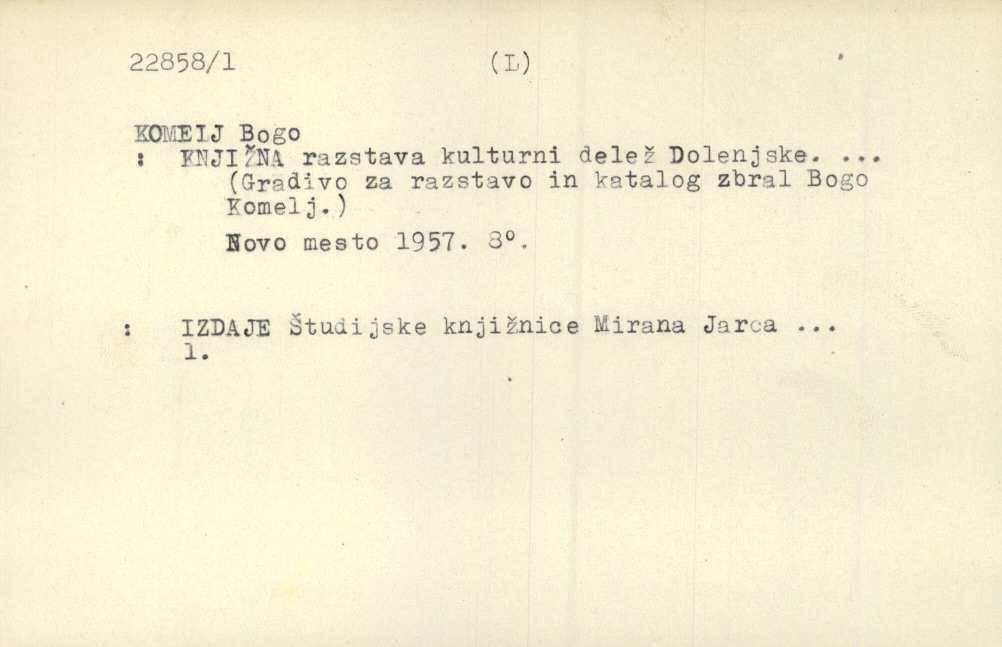 22858/1 (L)
KOMELJ Bogo
: KNJIŽNA razstava kulturni delež Dolenjske. ...
(Gradivo za razstavo in katalog zbral Bogo
Komelj.)
Novo mesto 1957. 8°.
: IZDAJE Študijske knjižnice Mirana Jarca ...
1.